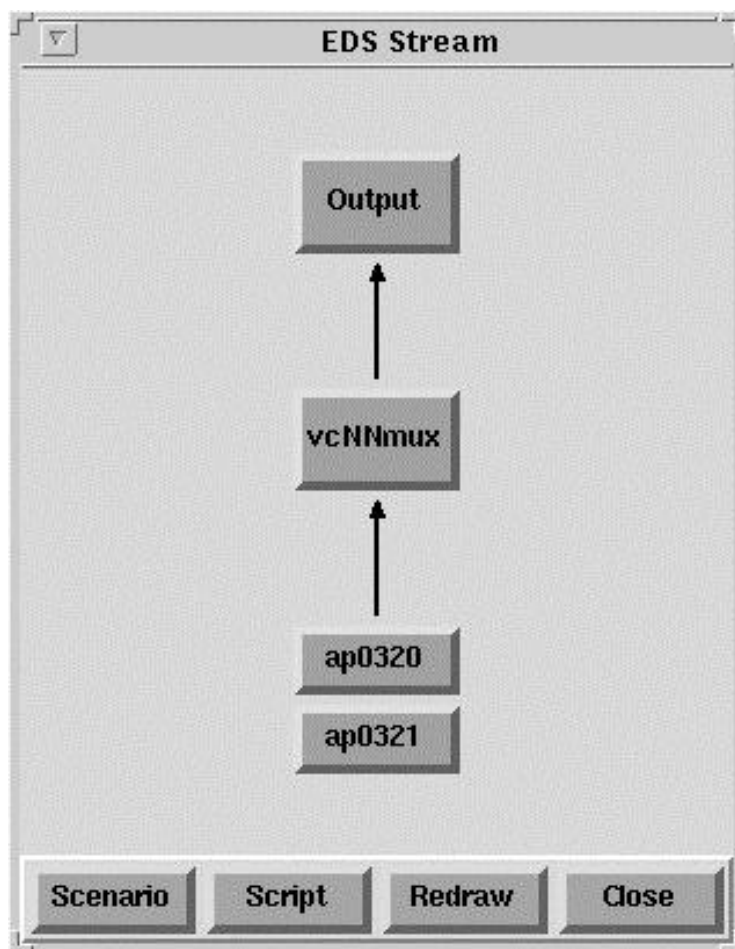 EDS Stream
Output
vcNNmux
ap0320
ap0321
Scenario Script Redraw Close